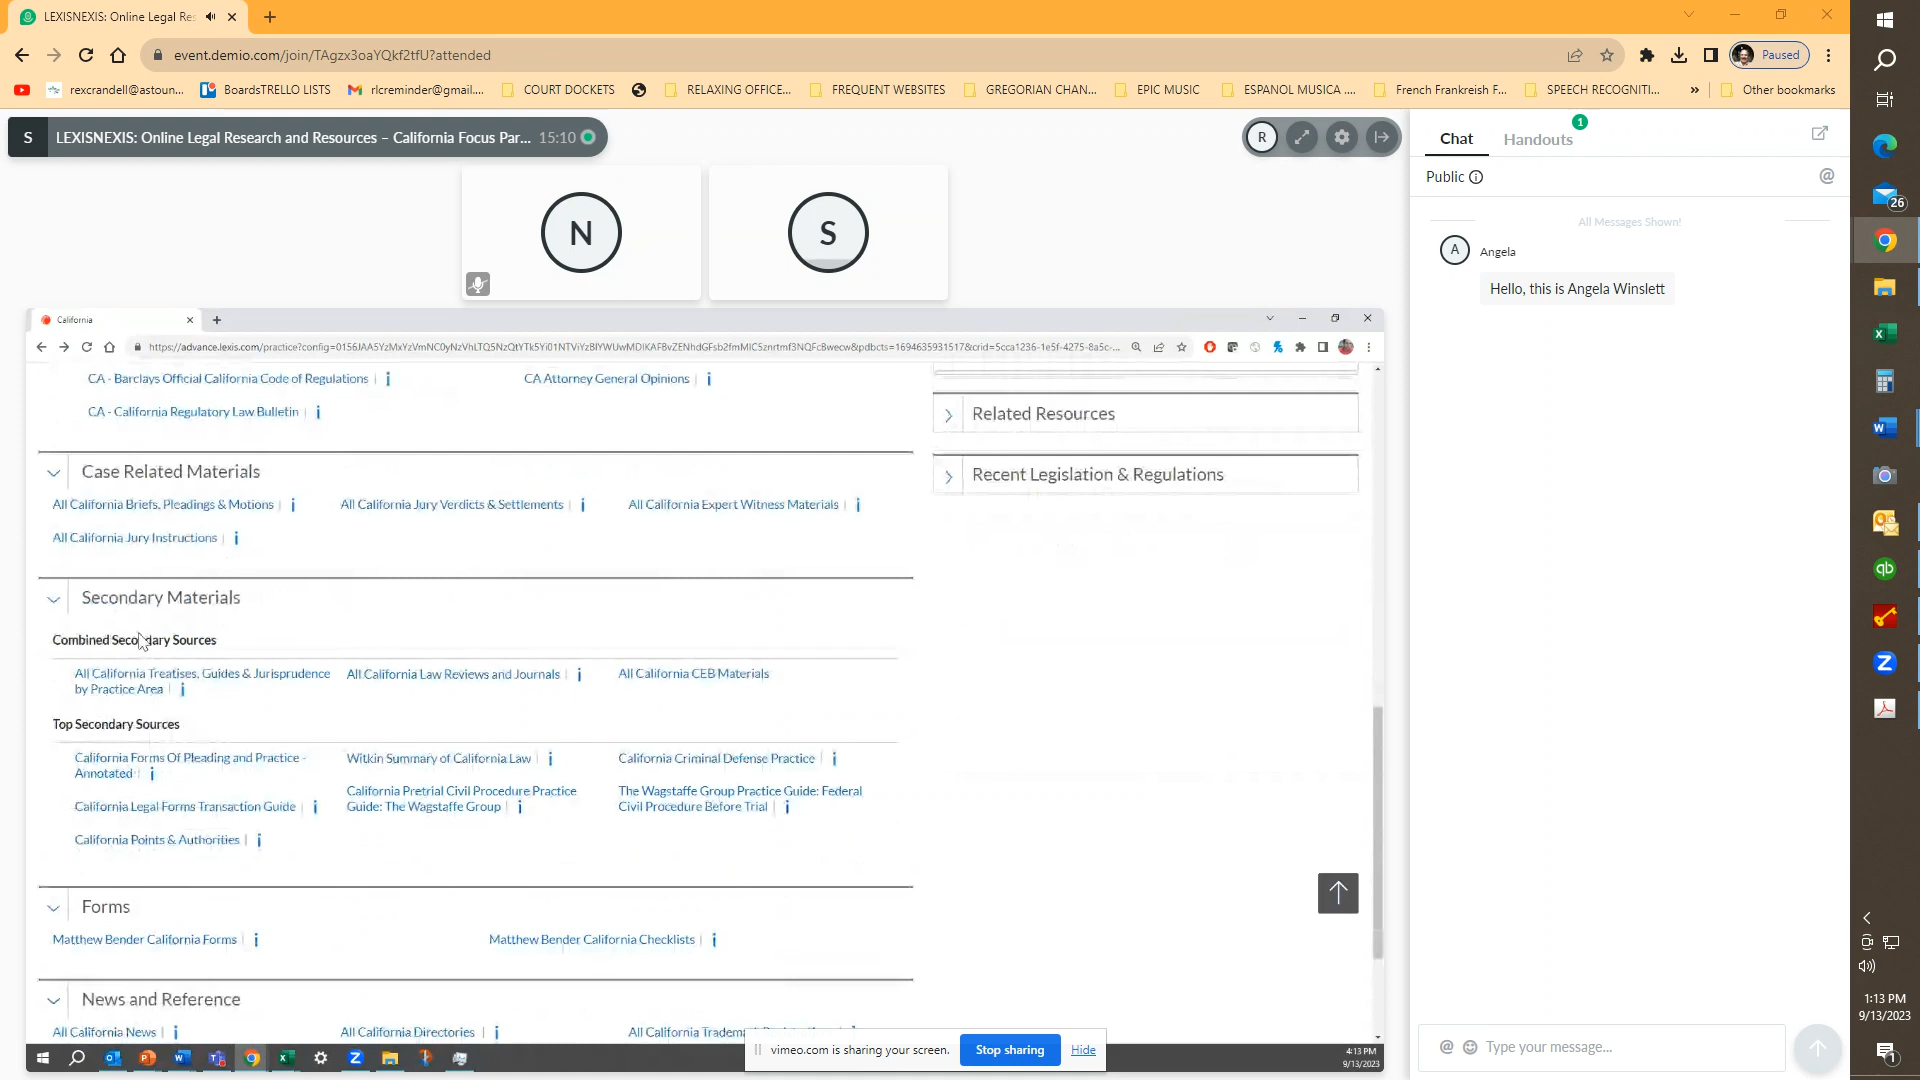 LEXISNEXIS: Online Legal Res
event.demio.com/join/TAgzx3oaYQkf2tfU?attended
Paused
rexcrandell@astoun...
BoardsTRELLO LISTS
rlcreminder@gmail....
COURT DOCKETS
RELAXING OFFICE...
FREQUENT WEBSITES
GREGORIAN CHAN...
EPIC MUSIC
ESPANOL MUSICA ....
French Frankreish F...
SPEECH RECOGNITI...
»
Other bookmarks
S
LEXISNEXIS: Online Legal Research and Resources – California Focus Par...
15:10
R
N
S
Chat
Handouts
1
Public
@
All Messages Shown!
A
Angela
Hello, this is Angela Winslett
26
California
CA - Barclays Official California Code of Regulations
CA Attorney General Opinions
CA - California Regulatory Law Bulletin
Related Resources
Recent Legislation & Regulations
Case Related Materials
All California Briefs, Pleadings & Motions
All California Jury Verdicts & Settlements
All California Expert Witness Materials
All California Jury Instructions
Secondary Materials
Combined Secondary Sources
All California Treatises, Guides & Jurisprudence
by Practice Area
All California Law Reviews and Journals
All California CEB Materials
Top Secondary Sources
California Forms Of Pleading and Practice -
Annotated
Witkin Summary of California Law
California Criminal Defense Practice
California Legal Forms Transaction Guide
California Pretrial Civil Procedure Practice
Guide: The Wagstaffe Group
The Wagstaffe Group Practice Guide: Federal
Civil Procedure Before Trial
California Points & Authorities
Forms
Matthew Bender California Forms
Matthew Bender California Checklists
News and Reference
All California News
All California Directories
All California
vimeo.com is sharing your screen.
Stop sharing
Hide
4:13 PM
9/13/2023
@
Type your message...
1:13 PM
9/13/2023
1